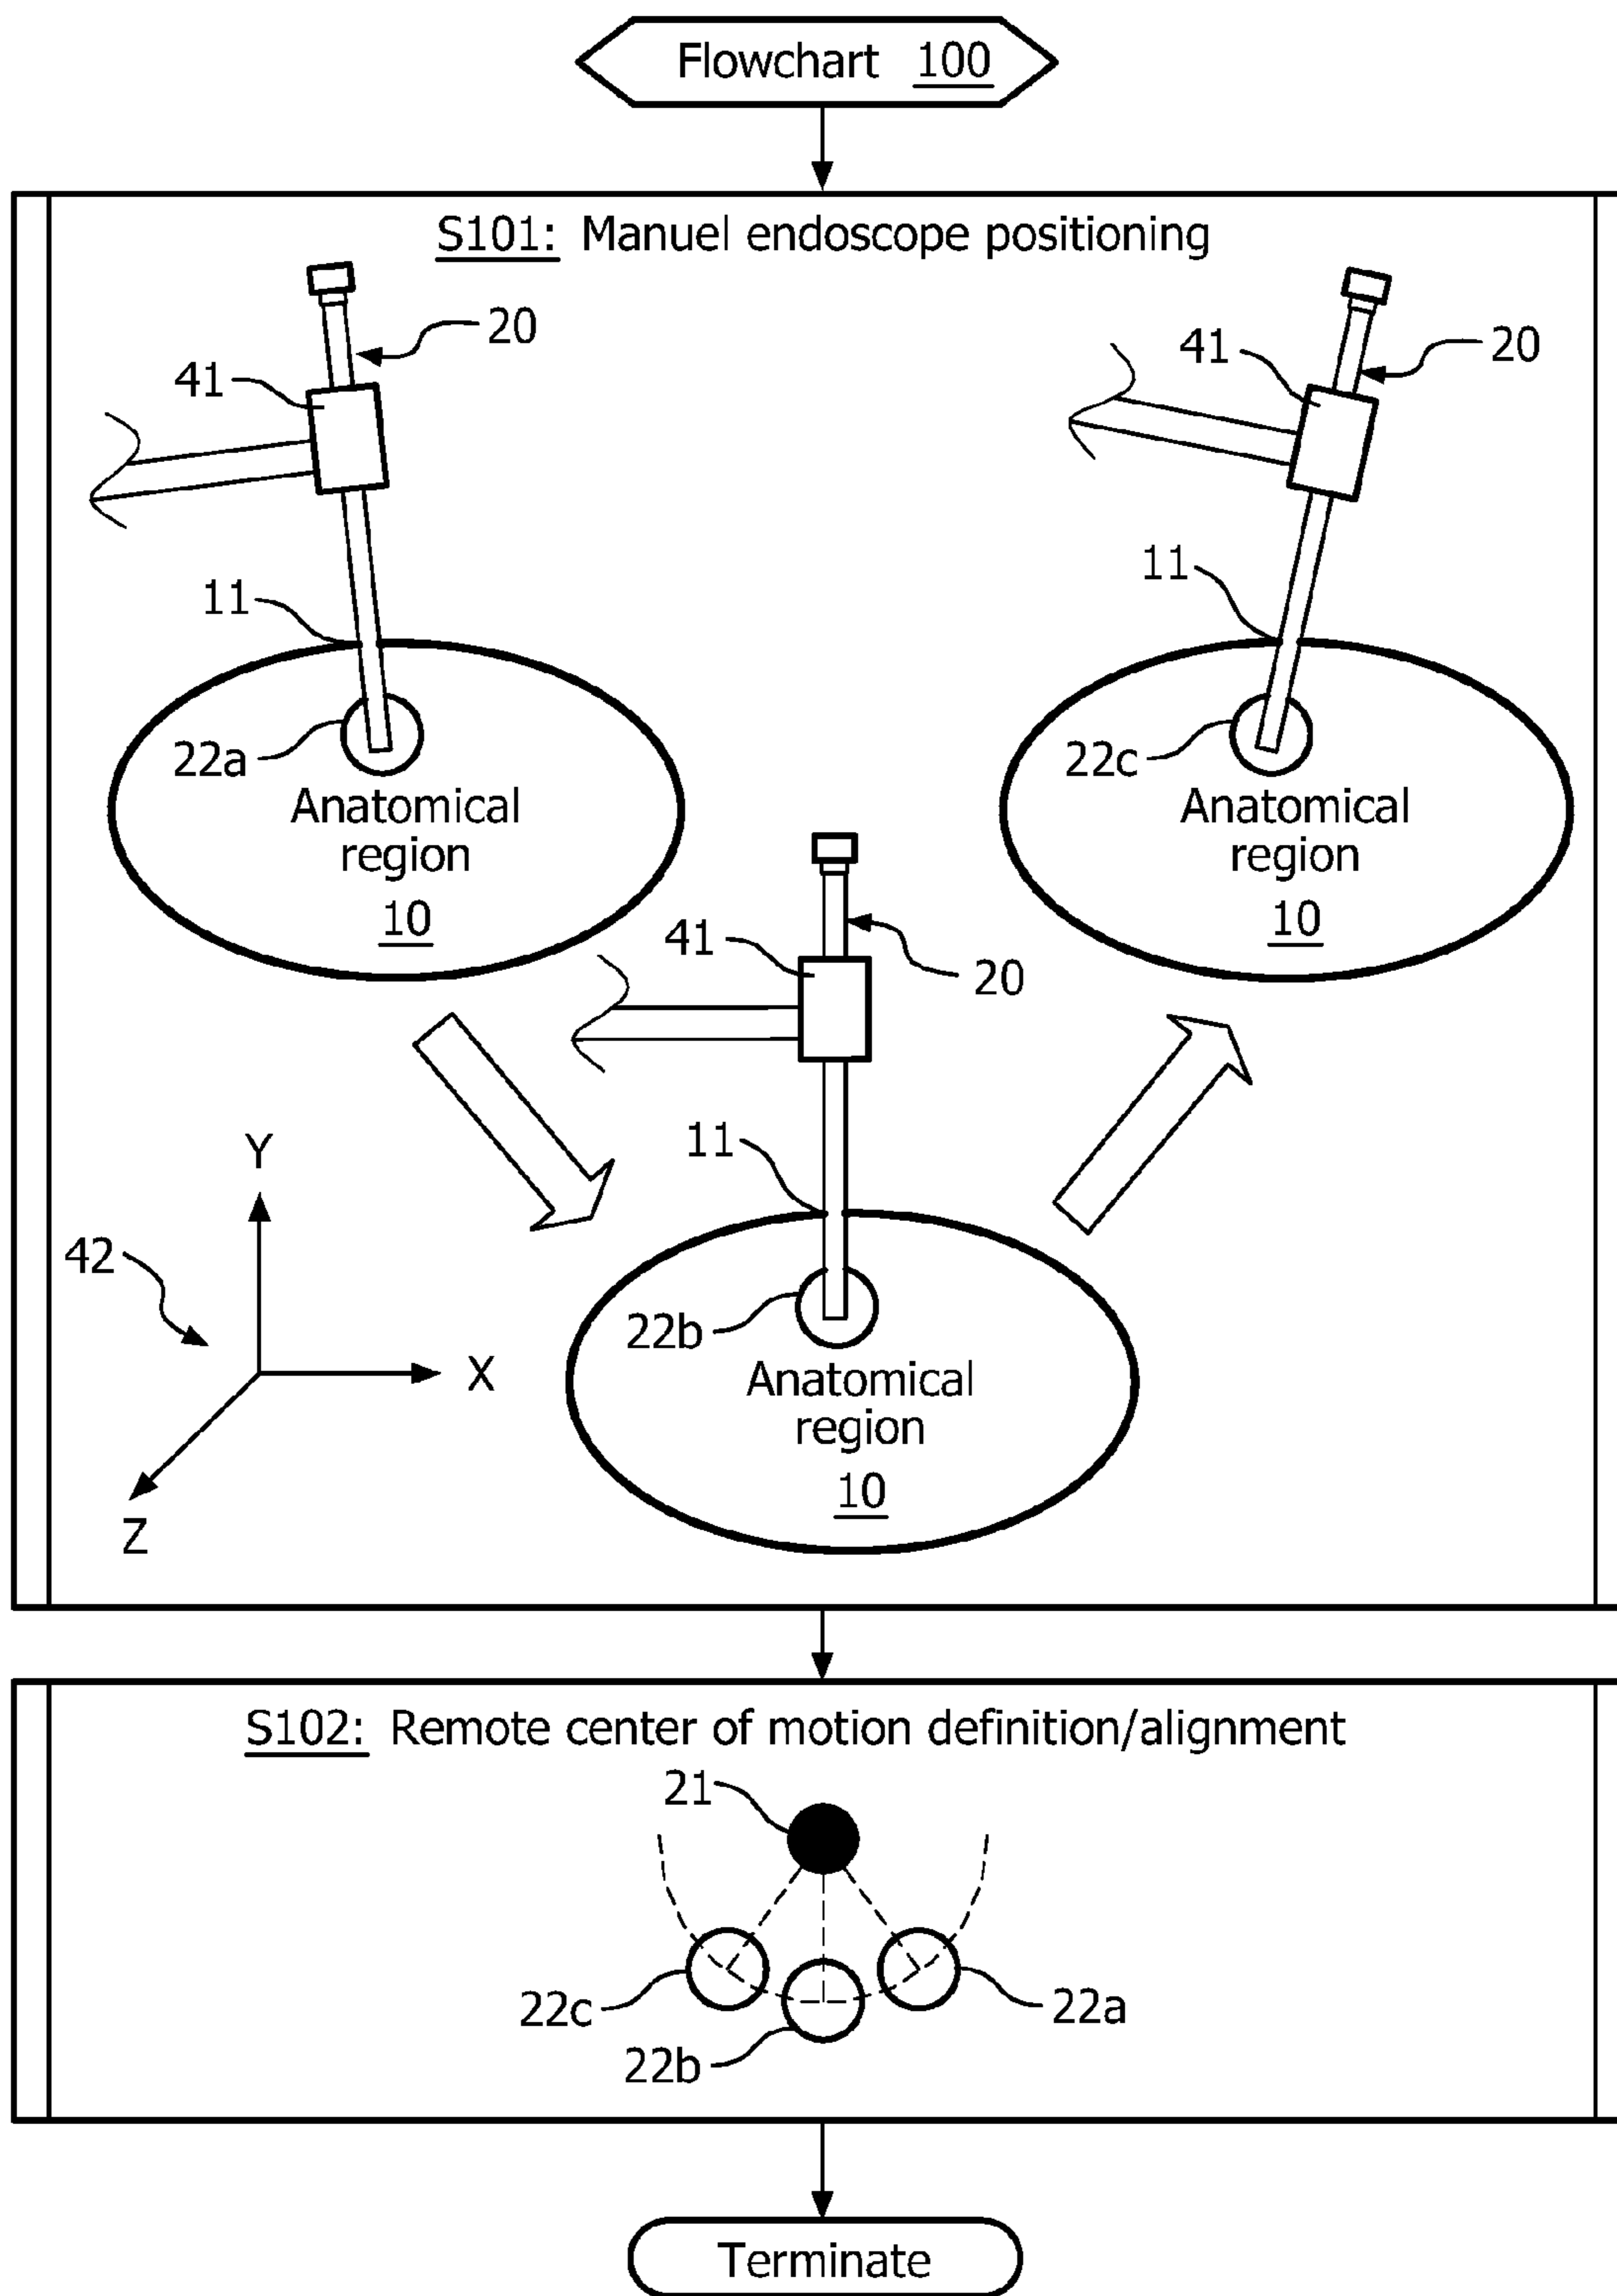 Flowchart 100
S101: Manuel endoscope positioning
20
41
11
22a
Anatomical
region
10
20
41
11
22c
Anatomical
region
10
41
20
11
22b
Anatomical
region
10
42
Y
X
Z
S102: Remote center of motion definition/alignment
21
22c
22b
22a
Terminate